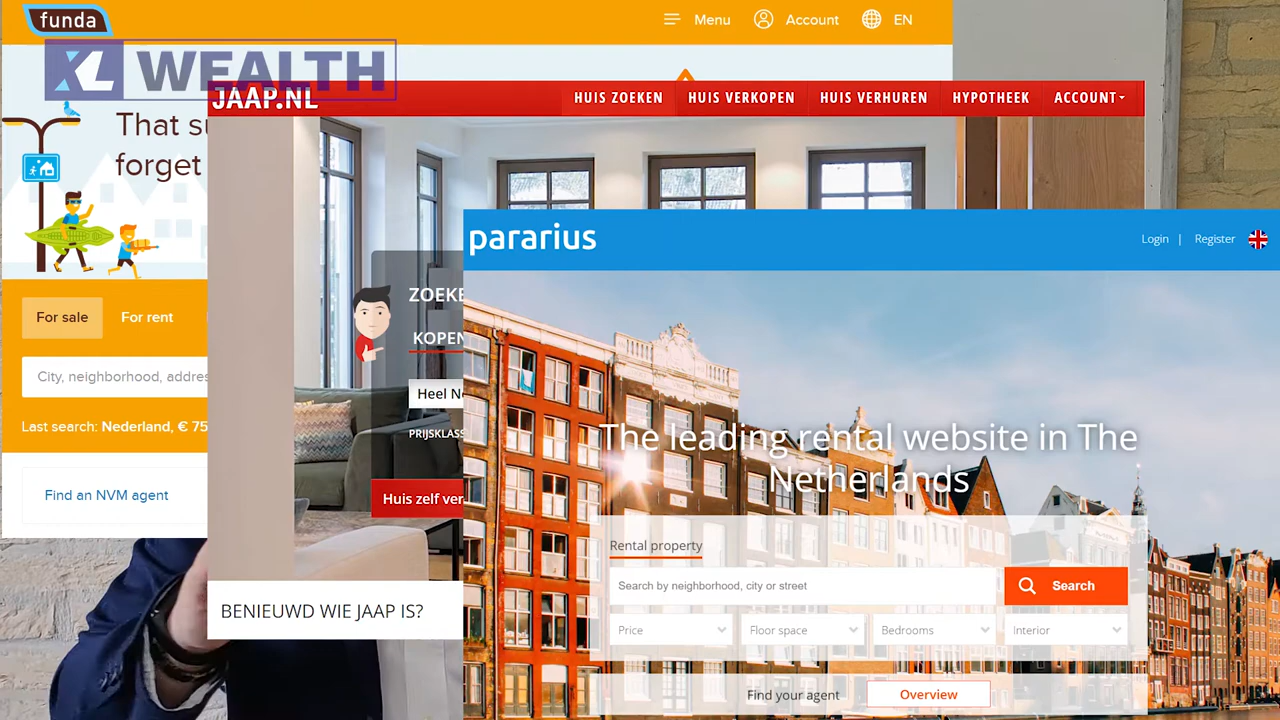 funda
Menu
Account
EN
XL WEALTH
JAAP.NL
HUIS ZOEKEN
HUIS VERKOPEN
HUIS VERHUREN
HYPOTHEEK
ACCOUNT
That
forget
pararius
Login | Register
ZOEKE
KOPEN
For sale
For rent
City, neighborhood, addres
Heel N
Last search: Nederland, € 75
PRIJSKLASS
Find an NVM agent
Huis zelf ver
The leading rental website in The
Netherlands
Rental property
Search by neighborhood, city or street
Search
Price
Floor space
Bedrooms
Interior
BENIEUWD WIE JAAP IS?
Find your agent
Overview